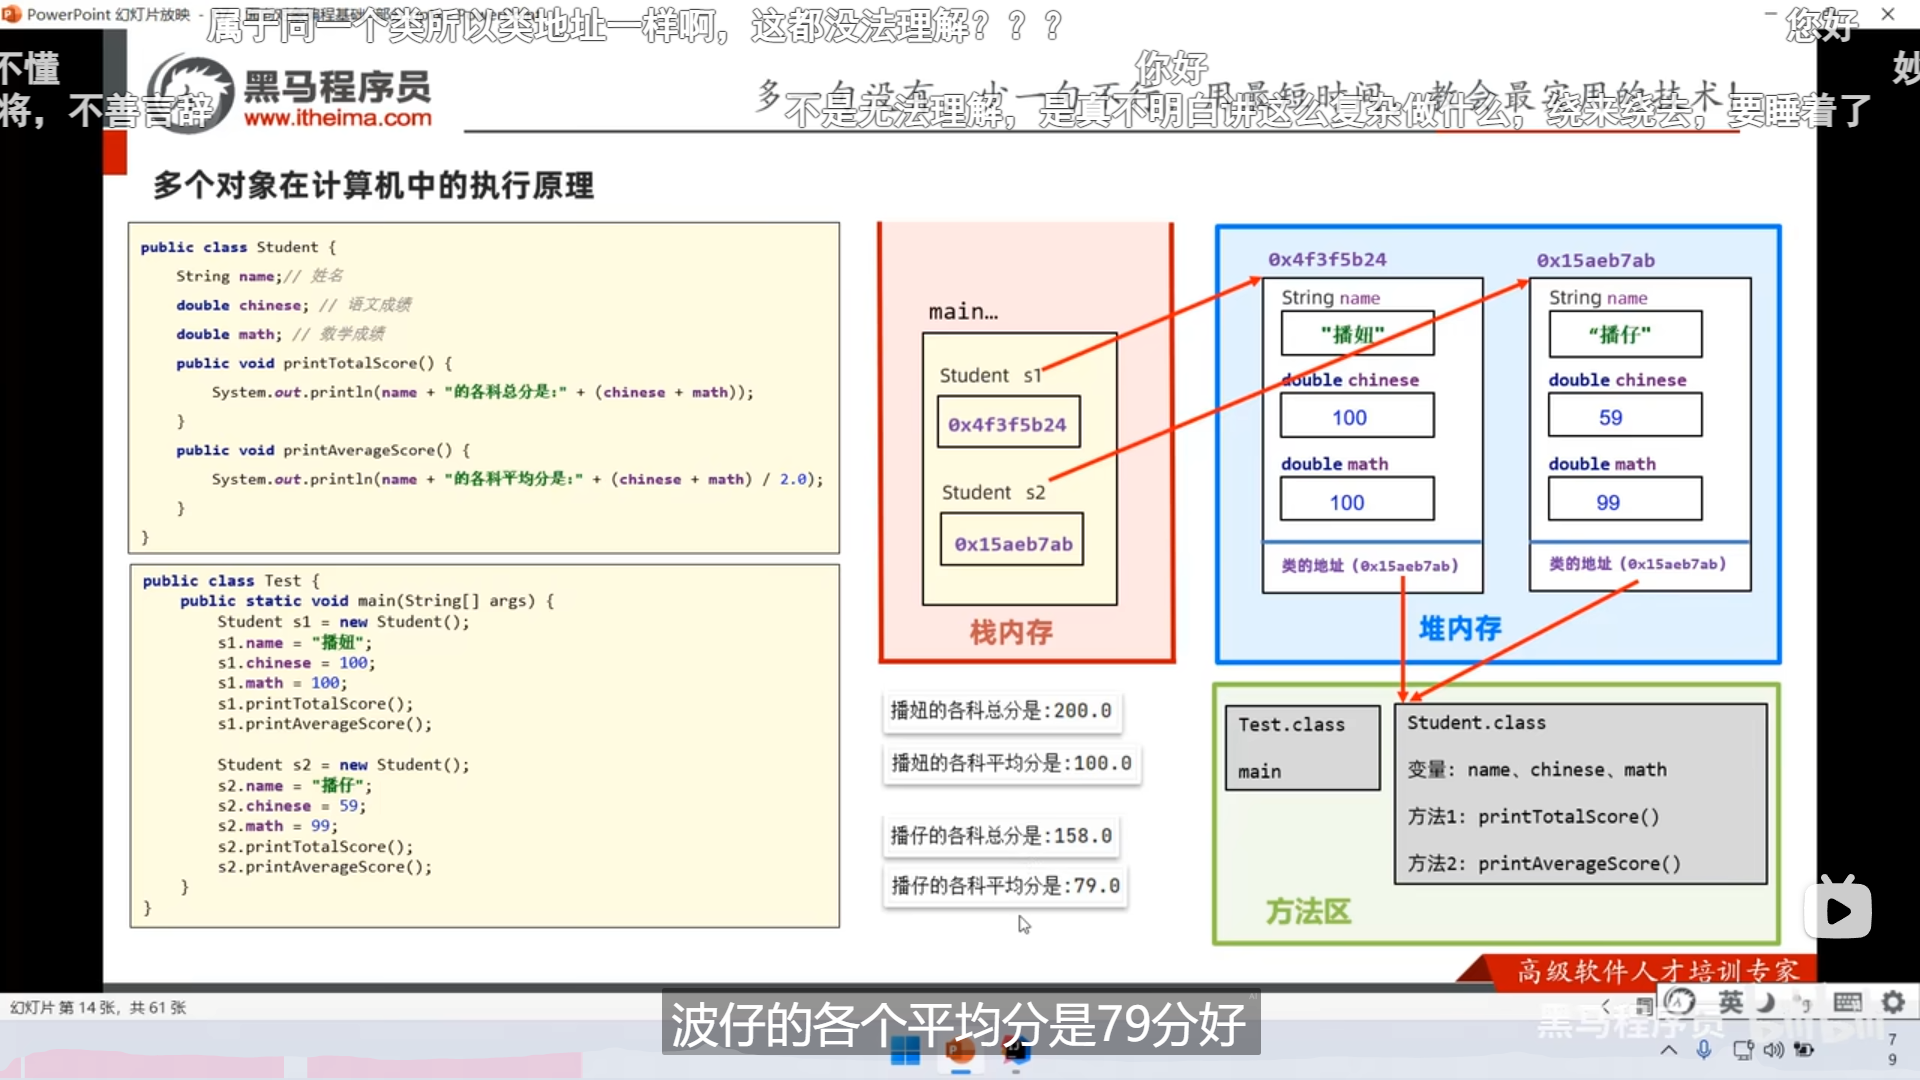 PowerPoint 幻灯片放映 -
属于同一个类所以类地址一样啊，这都没法理解？？？
您好
不懂
你好
妙
将，不善言辞
不是无法理解，是真不明白讲这么复杂做什么，绕来绕去，要睡着了
黑马程序员
www.itheima.com
多个对象在计算机中的执行原理
public class Student {
String name;// 姓名
double chinese; // 语文成绩
double math; // 数学成绩
public void printTotalScore() {
System.out.println(name + "的各科总分是:" + (chinese + math));
}
public void printAverageScore() {
System.out.println(name + "的各科平均分是:" + (chinese + math) / 2.0);
}
}
public class Test {
public static void main(String[] args) {
Student s1 = new Student();
s1.name = "播妞";
s1.chinese = 100;
s1.math = 100;
s1.printTotalScore();
s1.printAverageScore();
Student s2 = new Student();
s2.name = "播仔";
s2.chinese = 59;
s2.math = 99;
s2.printTotalScore();
s2.printAverageScore();
}
}
main…
Student s1
0x4f3f5b24
Student s2
0x15aeb7ab
栈内存
播妞的各科总分是:200.0
播妞的各科平均分是:100.0
播仔的各科总分是:158.0
播仔的各科平均分是:79.0
0x4f3f5b24
String name
"播妞"
double chinese
100
double math
100
类的地址（0x15aeb7ab）
0x15aeb7ab
String name
“播仔”
double chinese
59
double math
99
类的地址（0x15aeb7ab）
堆内存
Test.class
main
Student.class
变量: name、chinese、math
方法1: printTotalScore()
方法2: printAverageScore()
方法区
高级软件人才培训专家
幻灯片 第 14 张，共 61 张
波仔的各个平均分是79分好
AI
英
黑马程序员
bilibili
7
9